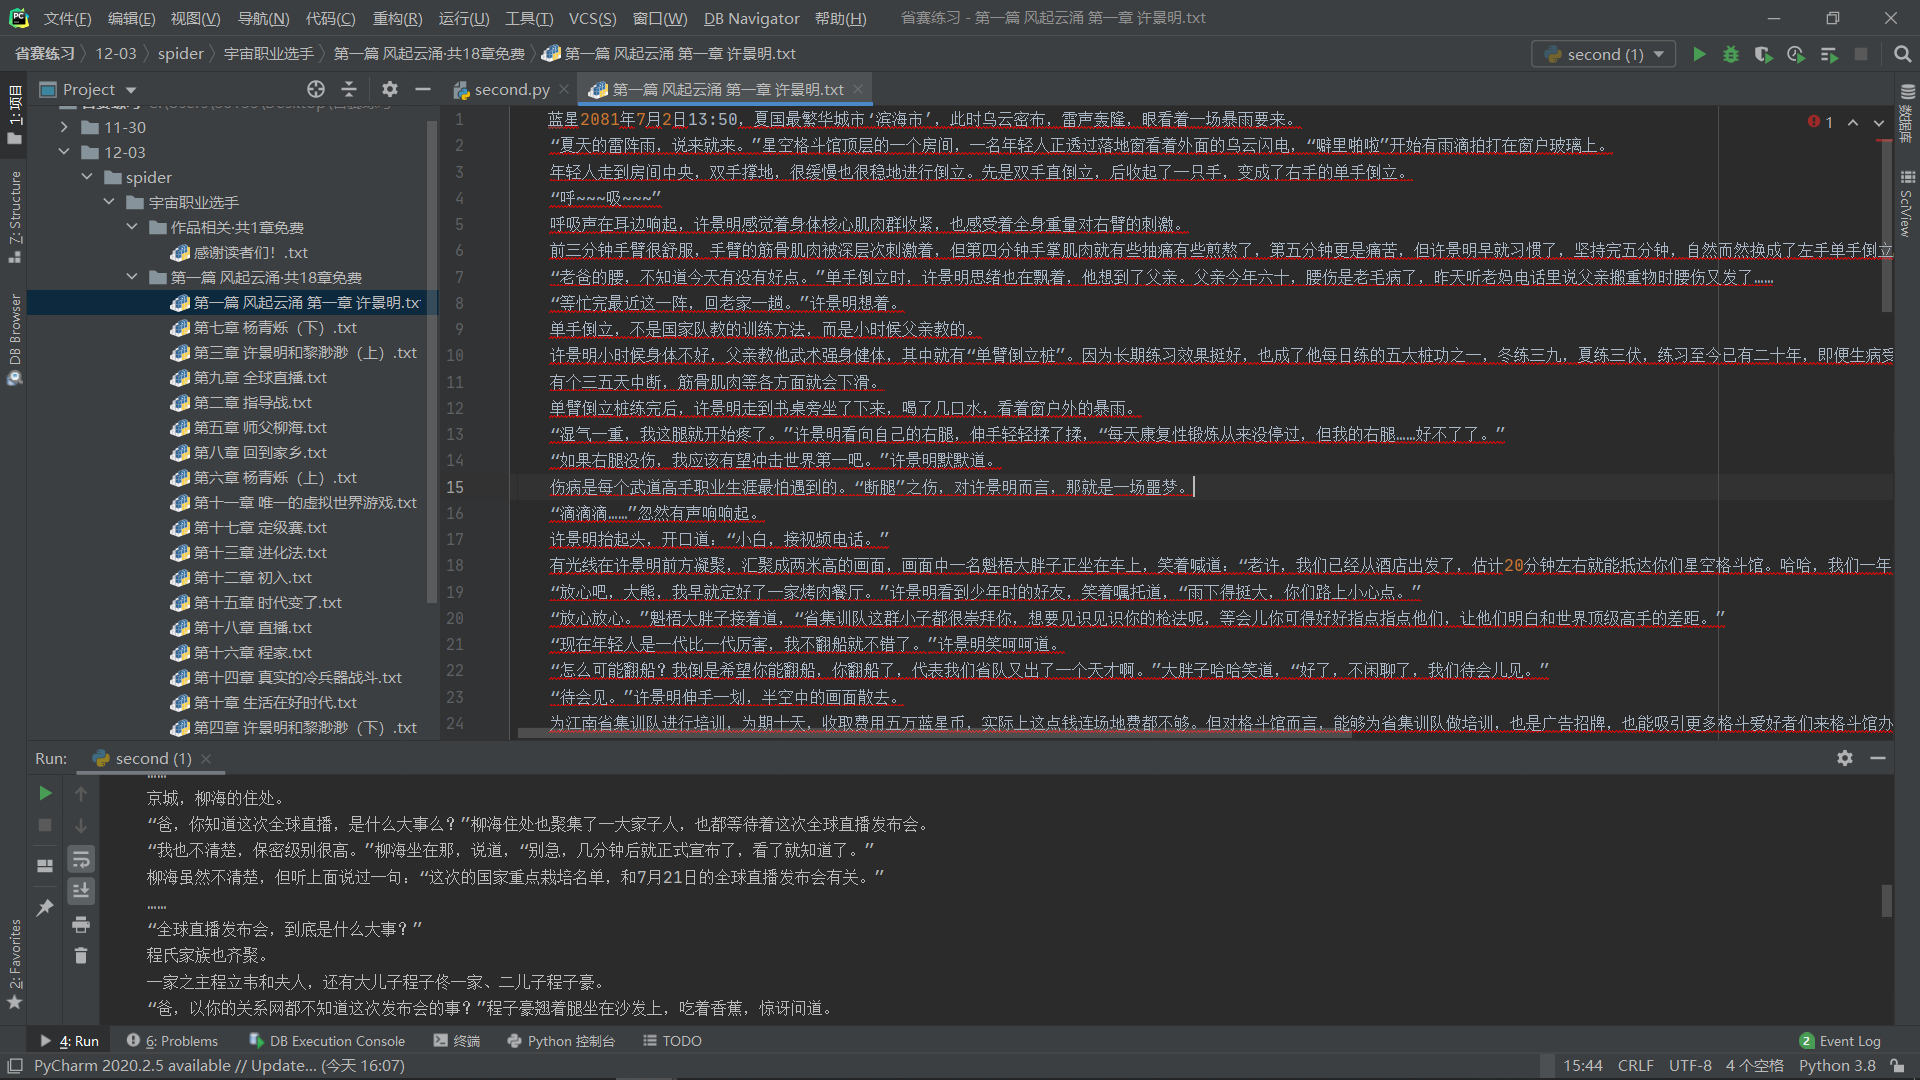 文件(F) 编辑(E) 视图(V) 导航(N) 代码(C) 重构(R) 运行(U) 工具(T) VCS(S) 窗口(W) DB Navigator 帮助(H) 省赛练习 - 第一篇 风起云涌 第一章 许景明.txt
省赛练习 12-03 spider 宇宙职业选手 第一篇 风起云涌·共18章免费 第一篇 风起云涌 第一章 许景明.txt second (1)
Project second.py 第一篇 风起云涌 第一章 许景明.txt
1: 项目
7: Structure
DB Browser
2: Favorites
11-30
12-03
spider
宇宙职业选手
作品相关·共1章免费
感谢读者们！.txt
第一篇 风起云涌·共18章免费
第一篇 风起云涌 第一章 许景明.tx
第七章 杨青烁（下）.txt
第三章 许景明和黎渺渺（上）.txt
第九章 全球直播.txt
第二章 指导战.txt
第五章 师父柳海.txt
第八章 回到家乡.txt
第六章 杨青烁（上）.txt
第十一章 唯一的虚拟世界游戏.txt
第十七章 定级赛.txt
第十三章 进化法.txt
第十二章 初入.txt
第十五章 时代变了.txt
第十八章 直播.txt
第十六章 程家.txt
第十四章 真实的冷兵器战斗.txt
第十章 生活在好时代.txt
第四章 许景明和黎渺渺（下）.txt
1 蓝星2081年7月2日13:50，夏国最繁华城市‘滨海市’，此时乌云密布，雷声轰隆，眼看着一场暴雨要来。
2 “夏天的雷阵雨，说来就来。”星空格斗馆顶层的一个房间，一名年轻人正透过落地窗看着外面的乌云闪电，“噼里啪啦”开始有雨滴拍打在窗户玻璃上。
3 年轻人走到房间中央，双手撑地，很缓慢也很稳地进行倒立。先是双手直倒立，后收起了一只手，变成了右手的单手倒立。
4 “呼~~~吸~~~”
5 呼吸声在耳边响起，许景明感觉着身体核心肌肉群收紧，也感受着全身重量对右臂的刺激。
6 前三分钟手臂很舒服，手臂的筋骨肌肉被深层次刺激着，但第四分钟手掌肌肉就有些抽痛有些煎熬了，第五分钟更是痛苦，但许景明早就习惯了，坚持完五分钟，自然而然换成了左手单手倒立
7 “老爸的腰，不知道今天有没有好点。”单手倒立时，许景明思绪也在飘着，他想到了父亲。父亲今年六十，腰伤是老毛病了，昨天听老妈电话里说父亲搬重物时腰伤又发了……
8 “等忙完最近这一阵，回老家一趟。”许景明想着。
9 单手倒立，不是国家队教的训练方法，而是小时候父亲教的。
10 许景明小时候身体不好，父亲教他武术强身健体，其中就有“单臂倒立桩”。因为长期练习效果挺好，也成了他每日练的五大桩功之一，冬练三九，夏练三伏，练习至今已有二十年，即便生病受
11 有个三五天中断，筋骨肌肉等各方面就会下滑。
12 单臂倒立桩练完后，许景明走到书桌旁坐了下来，喝了几口水，看着窗户外的暴雨。
13 “湿气一重，我这腿就开始疼了。”许景明看向自己的右腿，伸手轻轻揉了揉，“每天康复性锻炼从来没停过，但我的右腿……好不了了。”
14 “如果右腿没伤，我应该有望冲击世界第一吧。”许景明默默道。
15 伤病是每个武道高手职业生涯最怕遇到的。“断腿”之伤，对许景明而言，那就是一场噩梦。
16 “滴滴滴……”忽然有声响响起。
17 许景明抬起头，开口道：“小白，接视频电话。”
18 有光线在许景明前方凝聚，汇聚成两米高的画面，画面中一名魁梧大胖子正坐在车上，笑着喊道：“老许，我们已经从酒店出发了，估计20分钟左右就能抵达你们星空格斗馆。哈哈，我们一年
19 “放心吧，大熊，我早就定好了一家烤肉餐厅。”许景明看到少年时的好友，笑着嘱托道，“雨下得挺大，你们路上小心点。”
20 “放心放心。”魁梧大胖子接着道，“省集训队这群小子都很崇拜你，想要见识见识你的枪法呢，等会儿你可得好好指点指点他们，让他们明白和世界顶级高手的差距。”
21 “现在年轻人是一代比一代厉害，我不翻船就不错了。”许景明笑呵呵道。
22 “怎么可能翻船？我倒是希望你能翻船，你翻船了，代表我们省队又出了一个天才啊。”大胖子哈哈笑道，“好了，不闲聊了，我们待会儿见。”
23 “待会见。”许景明伸手一划，半空中的画面散去。
24 为江南省集训队进行培训，为期十天，收取费用五万蓝星币，实际上这点钱连场地费都不够。但对格斗馆而言，能够为省集训队做培训，也是广告招牌，也能吸引更多格斗爱好者们来格斗馆办
1
数据库
SciView
Run: second (1)
……
京城，柳海的住处。
“爸，你知道这次全球直播，是什么大事么？”柳海住处也聚集了一大家子人，也都等待着这次全球直播发布会。
“我也不清楚，保密级别很高。”柳海坐在那，说道，“别急，几分钟后就正式宣布了，看了就知道了。”
柳海虽然不清楚，但听上面说过一句：“这次的国家重点栽培名单，和7月21日的全球直播发布会有关。”
……
“全球直播发布会，到底是什么大事？”
程氏家族也齐聚。
一家之主程立韦和夫人，还有大儿子程子佟一家、二儿子程子豪。
“爸，以你的关系网都不知道这次发布会的事？”程子豪翘着腿坐在沙发上，吃着香蕉，惊讶问道。
4: Run 6: Problems DB Execution Console 终端 Python 控制台 TODO 2 Event Log
PyCharm 2020.2.5 available // Update... (今天 16:07) 15:44 CRLF UTF-8 4 个空格 Python 3.8